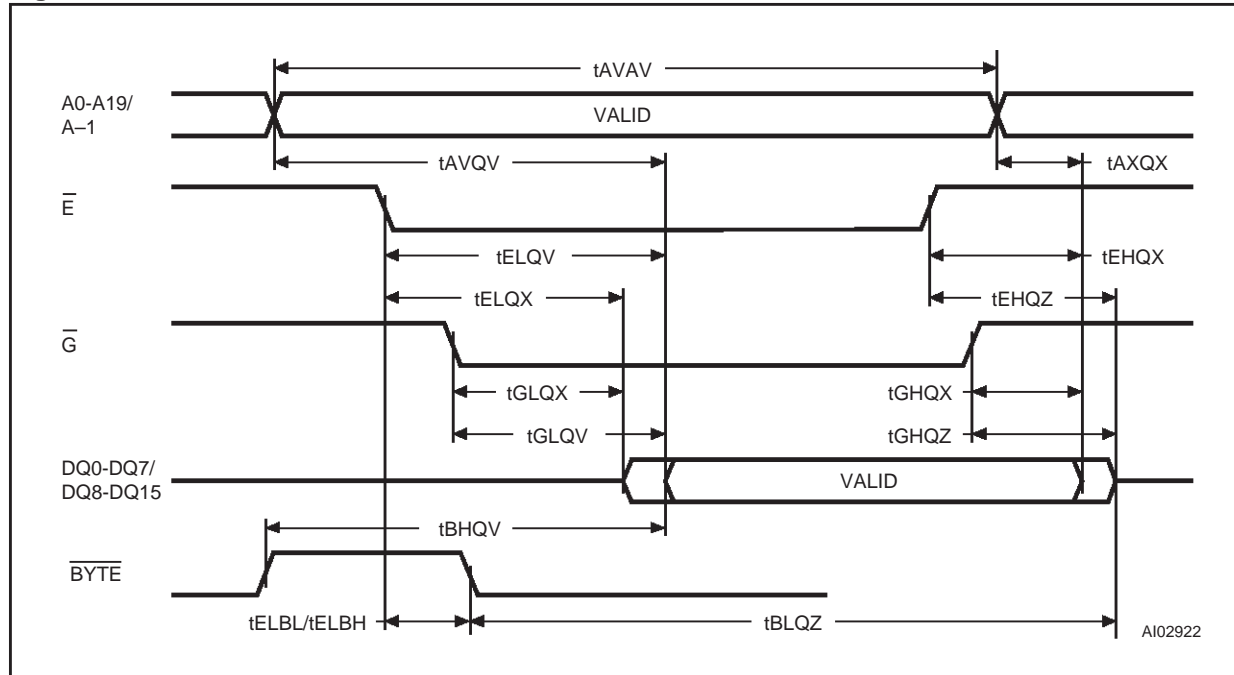 tAVAV
A0-A19/
A–1
VALID
tAVQV
tAXQX
E
tELQV
tEHQX
tELQX
tEHQZ
G
tGLQX
tGHQX
tGLQV
tGHQZ
DQ0-DQ7/
DQ8-DQ15
VALID
tBHQV
BYTE
tELBL/tELBH
tBLQZ
AI02922